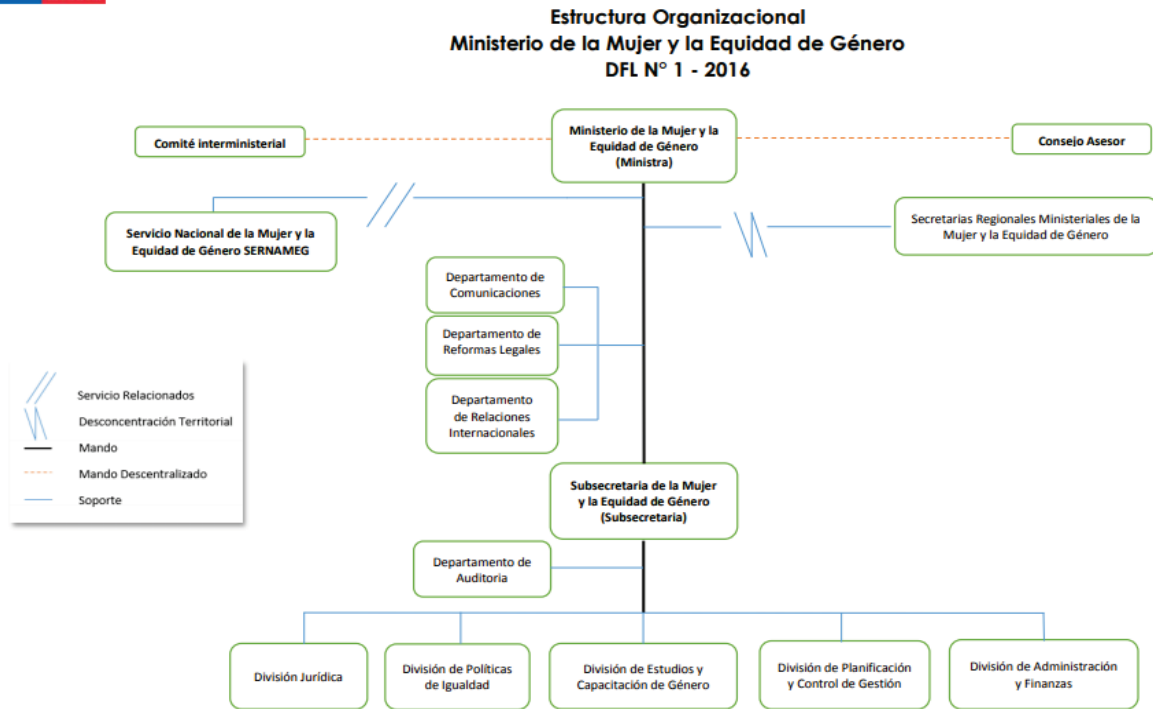 Estructura Organizacional
Ministerio de la Mujer y la Equidad de Género
DFL N° 1 - 2016
Comité interministerial
Ministerio de la Mujer y la
Equidad de Género
(Ministra)
Consejo Asesor
Servicio Nacional de la Mujer y la
Equidad de Género SERNAMEG
Secretarias Regionales Ministeriales de la
Mujer y la Equidad de Género
Departamento de
Comunicaciones
Departamento de
Reformas Legales
Departamento
de Relaciones
Internacionales
Servicio Relacionados
Desconcentración Territorial
Mando
Mando Descentralizado
Soporte
Subsecretaria de la Mujer
y la Equidad de Género
(Subsecretaria)
Departamento de
Auditoria
División Jurídica
División de Políticas
de Igualdad
División de Estudios y
Capacitación de Género
División de Planificación
y Control de Gestión
División de Administración
y Finanzas